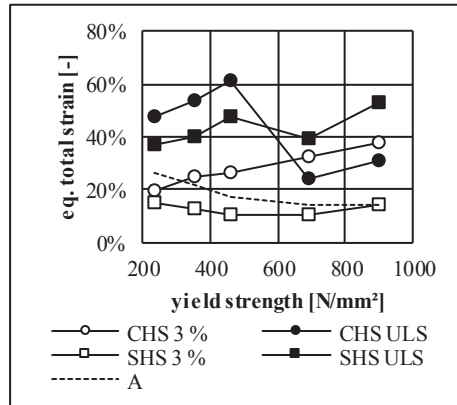 80%
60%
40%
20%
0%
eq. total strain [-]
200 400 600 800 1000
yield strength [N/mm²]
CHS 3 % CHS ULS
SHS 3 % SHS ULS
A